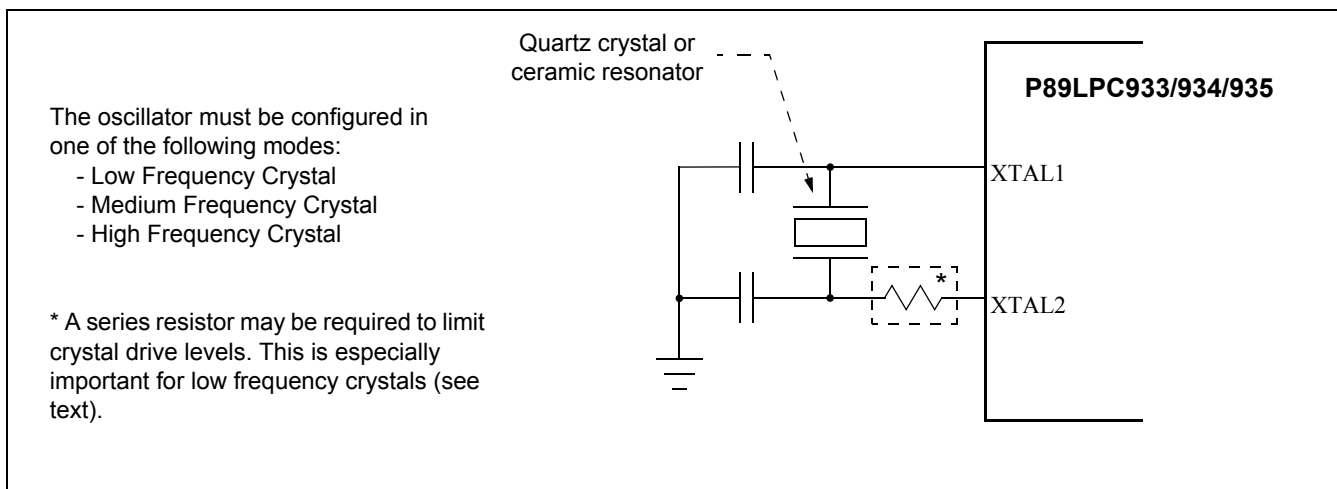 Quartz crystal or
ceramic resonator
P89LPC933/934/935
The oscillator must be configured in
one of the following modes:
- Low Frequency Crystal
- Medium Frequency Crystal
- High Frequency Crystal
XTAL1
*
XTAL2
* A series resistor may be required to limit
crystal drive levels. This is especially
important for low frequency crystals (see
text).